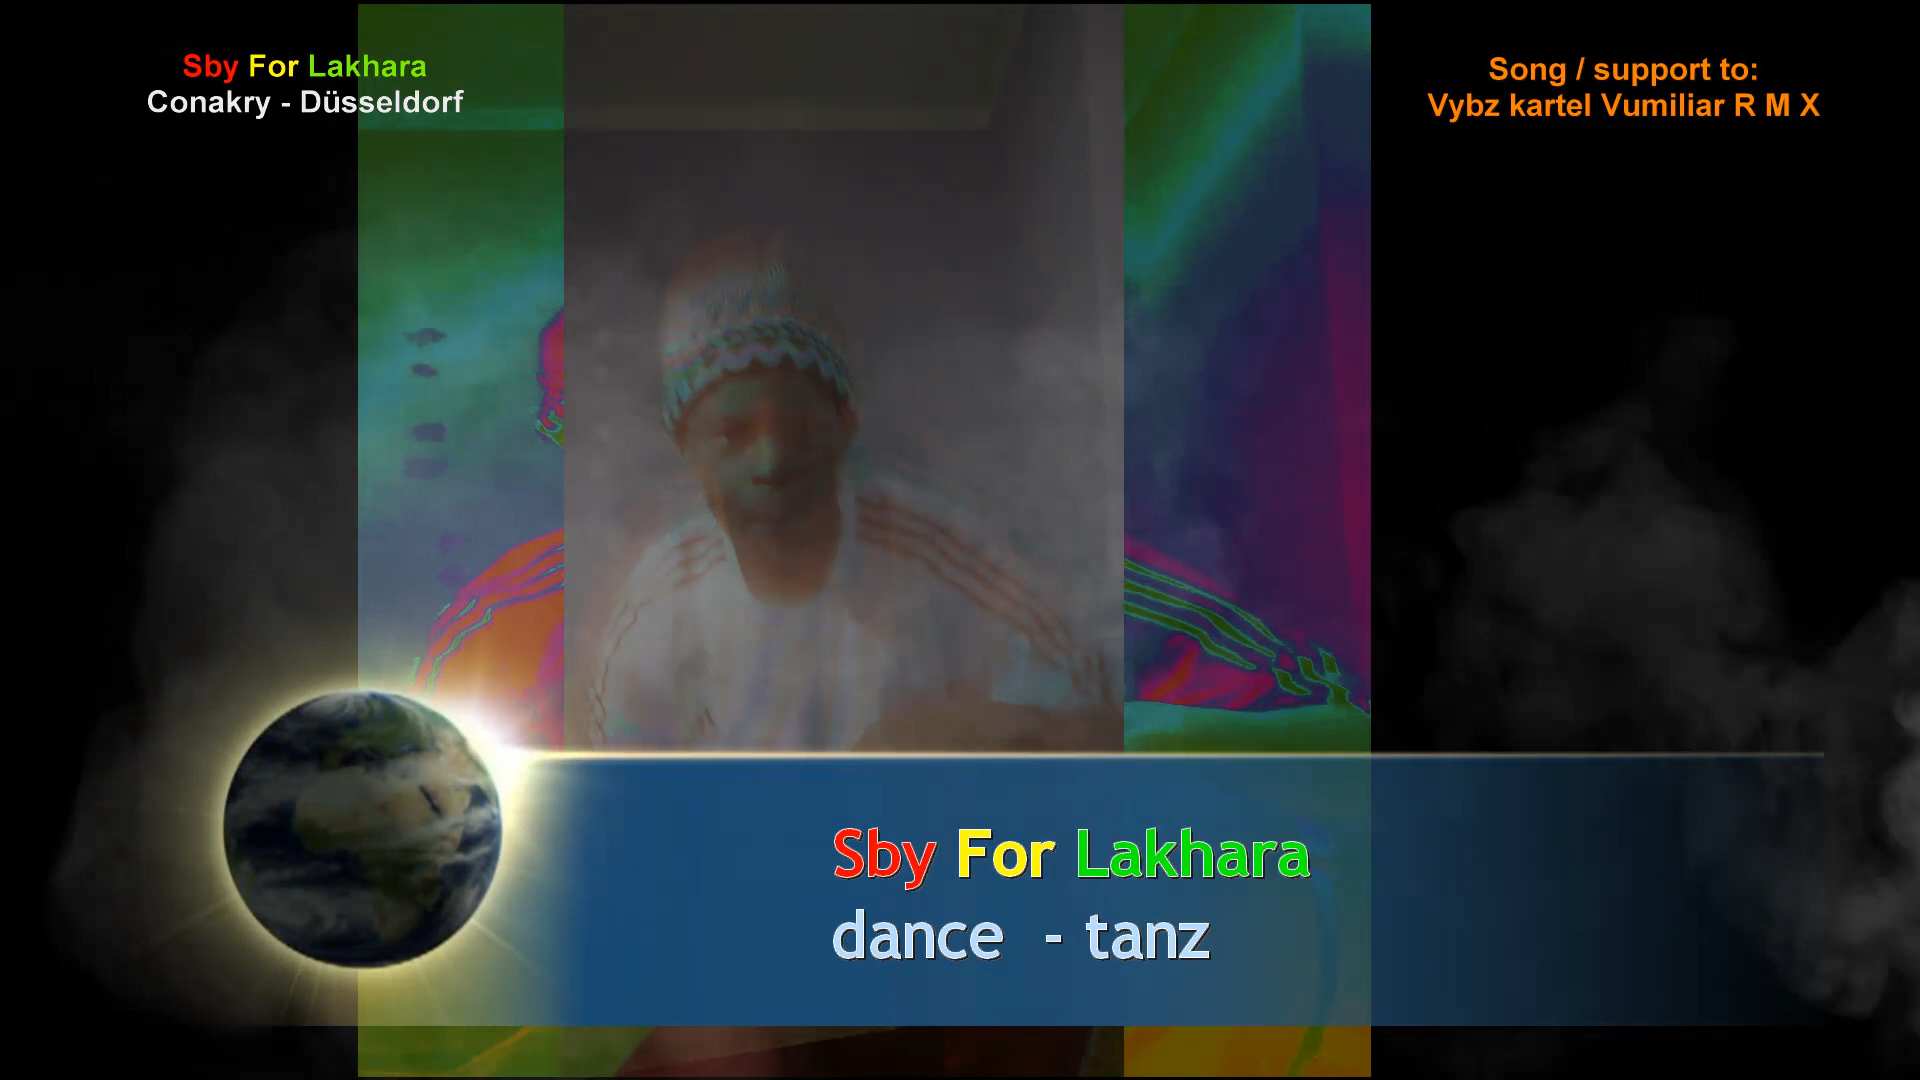 Sby For Lakhara
Conakry - Düsseldorf
Song / support to:
Vybz kartel Vumiliar R M X
Sby For Lakhara
dance - tanz